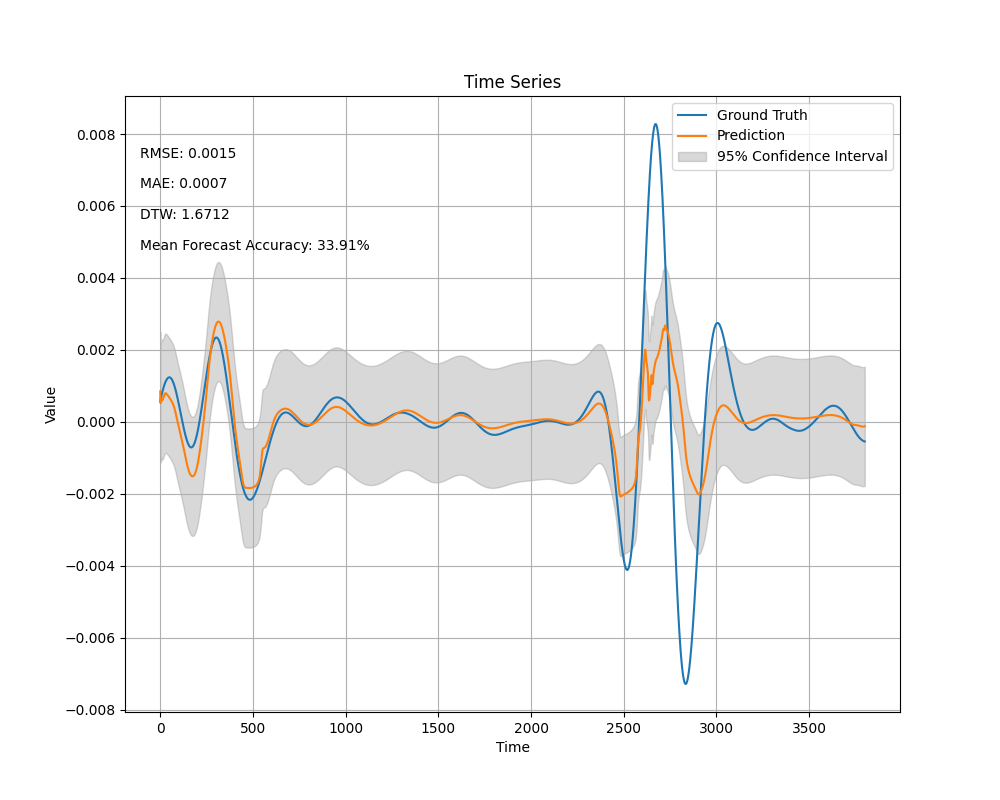 Time Series
Ground Truth
Prediction
95% Confidence Interval
RMSE: 0.0015
MAE: 0.0007
DTW: 1.6712
Mean Forecast Accuracy: 33.91%
0.008
0.006
0.004
0.002
0.000
−0.002
−0.004
−0.006
−0.008
Value
0 500 1000 1500 2000 2500 3000 3500
Time